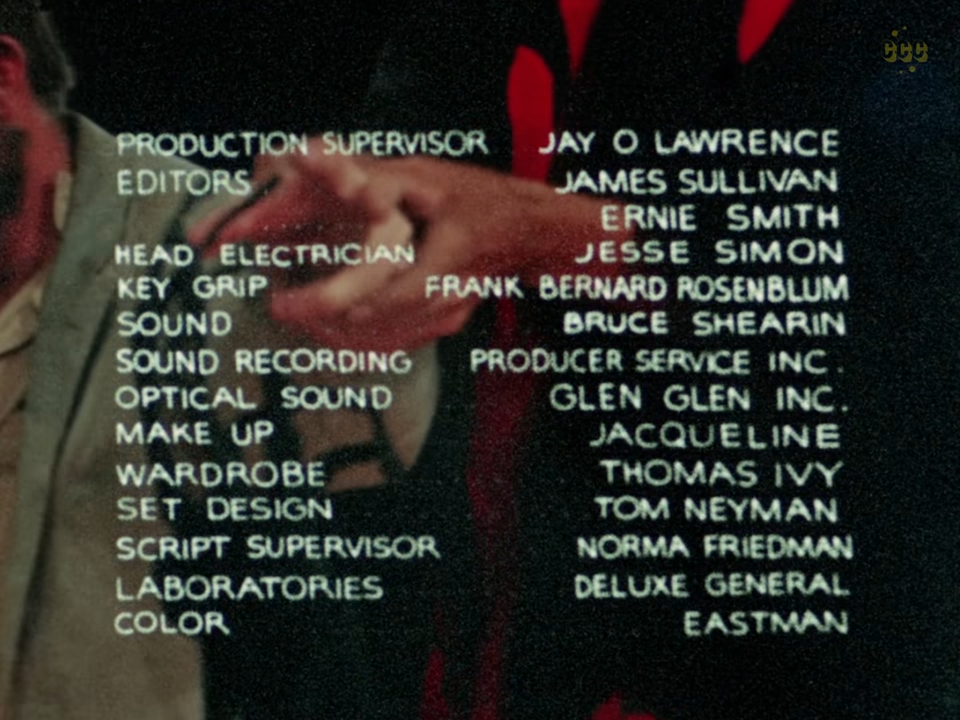 CCC
PRODUCTION SUPERVISOR JAY O LAWRENCE
EDITORS JAMES SULLIVAN
ERNIE SMITH
HEAD ELECTRICIAN JESSE SIMON
KEY GRIP FRANK BERNARD ROSENBLUM
SOUND BRUCE SHEARIN
SOUND RECORDING PRODUCER SERVICE INC.
OPTICAL SOUND GLEN GLEN INC.
MAKE UP JACQUELINE
WARDROBE THOMAS IVY
SET DESIGN TOM NEYMAN
SCRIPT SUPERVISOR NORMA FRIEDMAN
LABORATORIES DELUXE GENERAL
COLOR EASTMAN